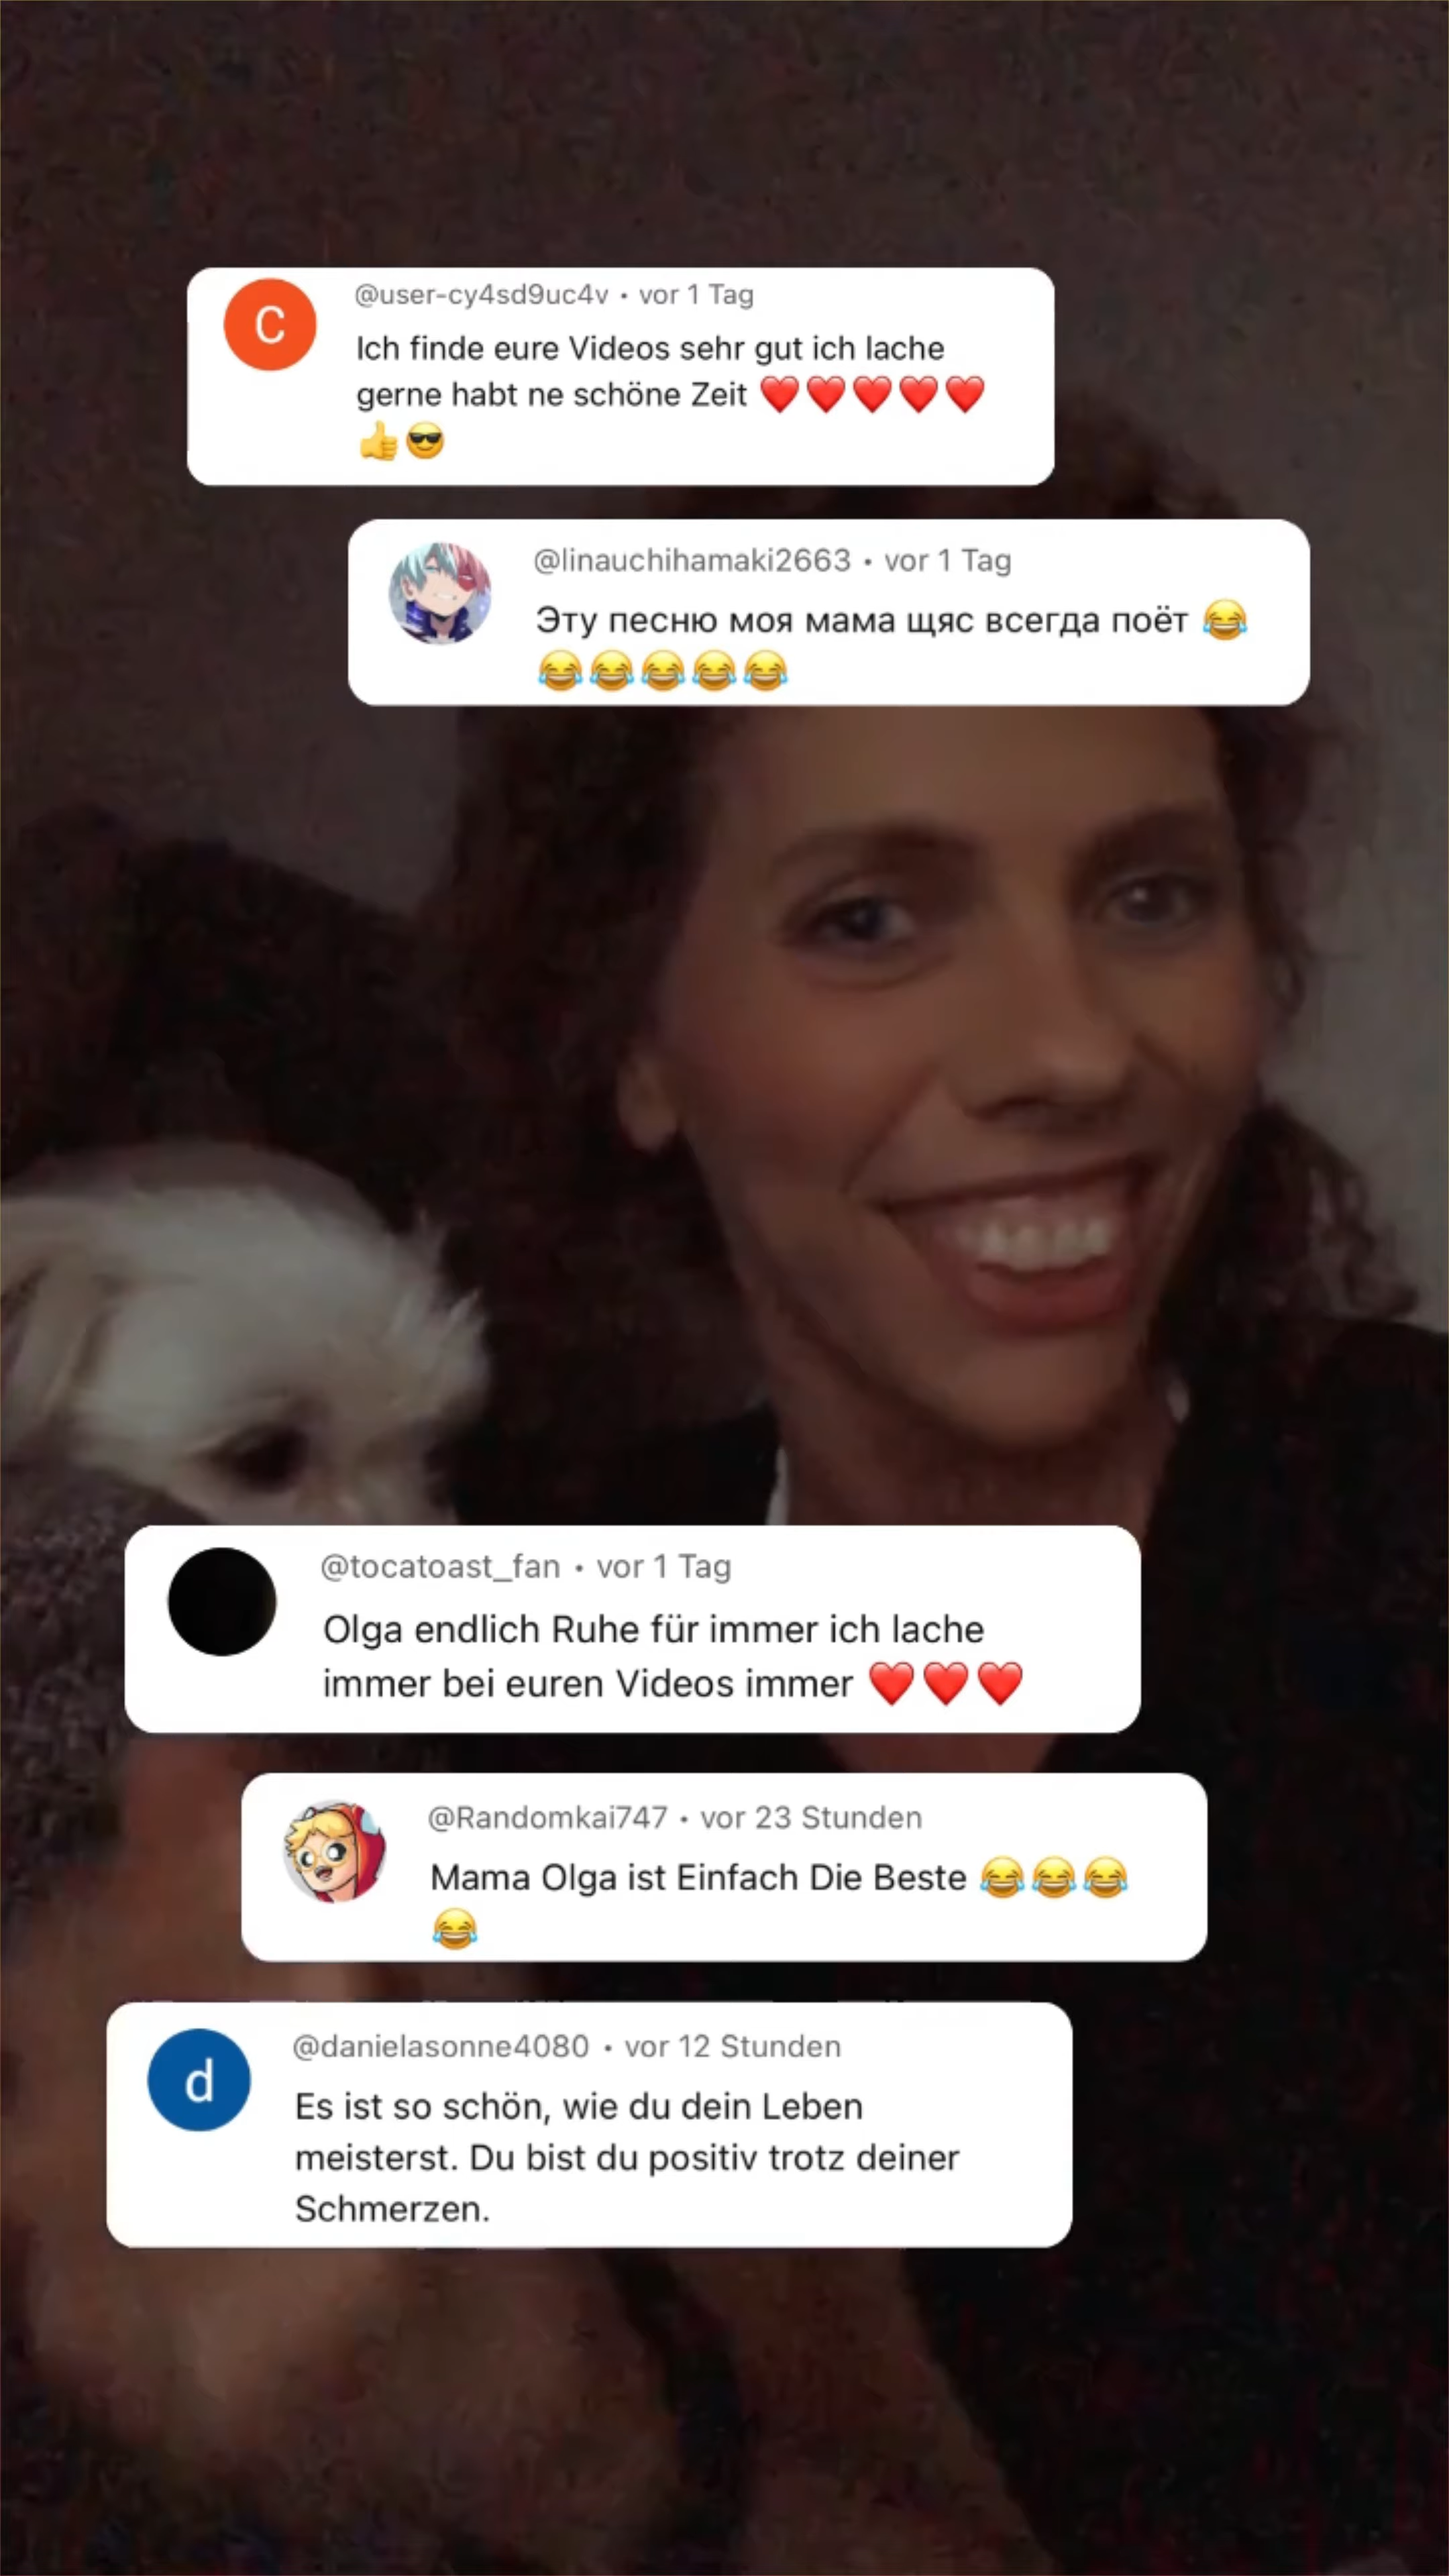 C
@user-cy4sd9uc4v • vor 1 Tag
Ich finde eure Videos sehr gut ich lache
gerne habt ne schöne Zeit ❤️❤️❤️❤️❤️
👍😎
@linauchihamaki2663 • vor 1 Tag
Эту песню моя мама щяс всегда поёт 😂
😂😂😂😂😂
@tocatoast_fan • vor 1 Tag
Olga endlich Ruhe für immer ich lache
immer bei euren Videos immer ❤️❤️❤️
@Randomkai747 • vor 23 Stunden
Mama Olga ist Einfach Die Beste 😂😂😂
😂
d
@danielasonne4080 • vor 12 Stunden
Es ist so schön, wie du dein Leben
meisterst. Du bist du positiv trotz deiner
Schmerzen.